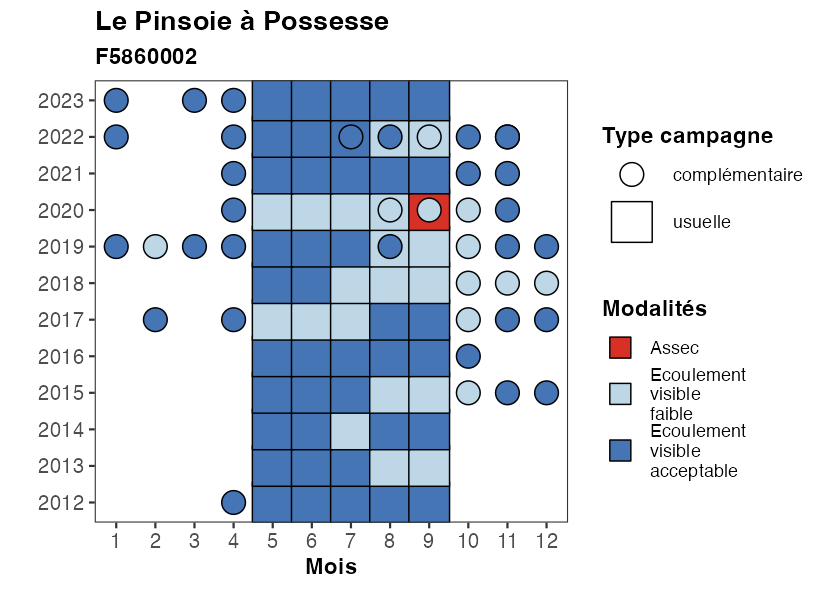 Le Pinsoie à Possesse
F5860002
2023
2022
2021
2020
2019
2018
2017
2016
2015
2014
2013
2012
1 2 3 4 5 6 7 8 9 10 11 12
Mois
Type campagne
complémentaire
usuelle
Modalités
Assec
Ecoulement
visible
faible
Ecoulement
visible
acceptable